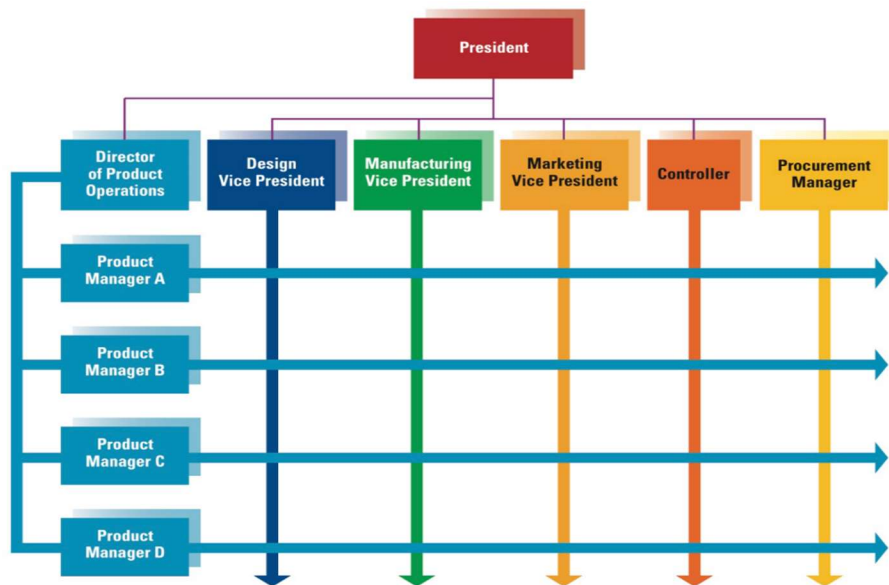 President
Director
of Product
Operations
Design
Vice President
Manufacturing
Vice President
Marketing
Vice President
Controller
Procurement
Manager
Product
Manager A
Product
Manager B
Product
Manager C
Product
Manager D